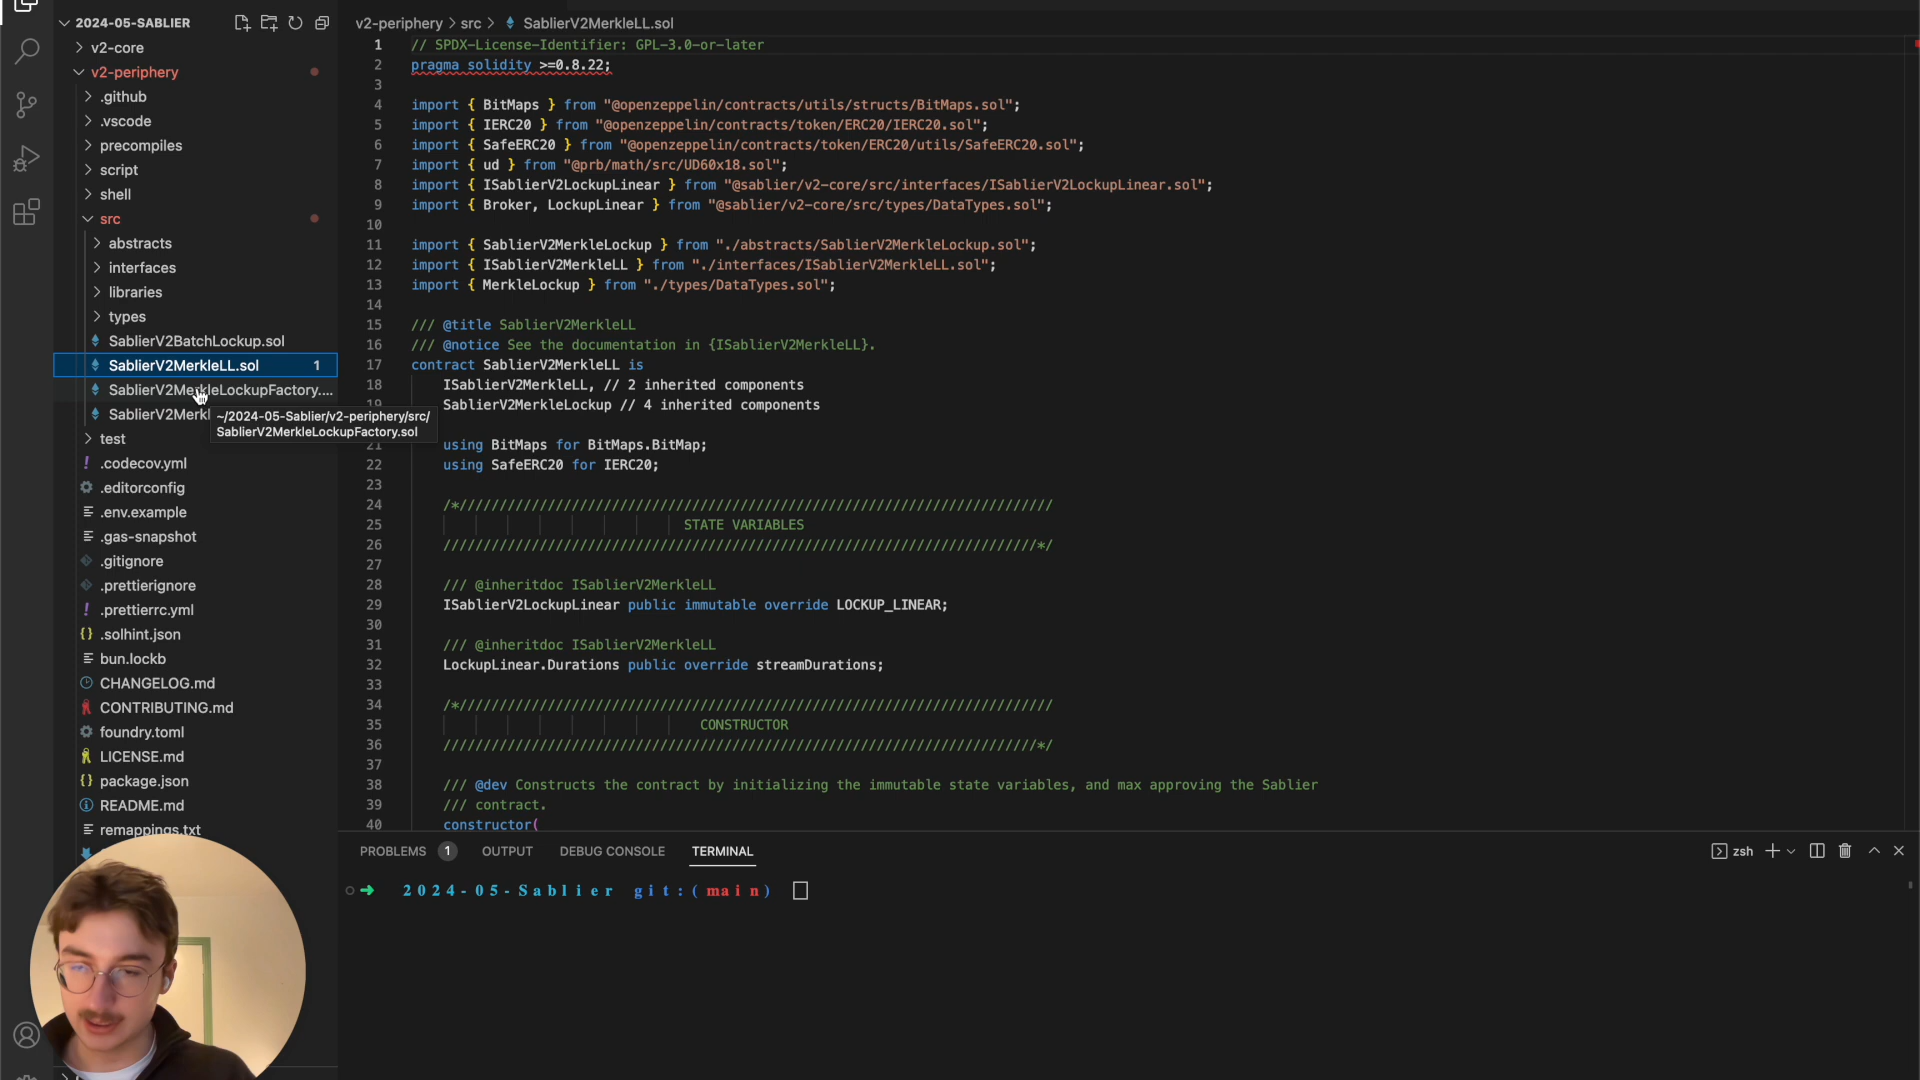 2024-05-SABLIER
v2-core
v2-periphery
.github
.vscode
precompiles
script
shell
src
abstracts
interfaces
libraries
types
SablierV2BatchLockup.sol
SablierV2MerkleLL.sol 1
SablierV2MerkleLockupFactory....
SablierV2Merkl
~/2024-05-Sablier/v2-periphery/src/
SablierV2MerkleLockupFactory.sol
test
.codecov.yml
.editorconfig
.env.example
.gas-snapshot
.gitignore
.prettierignore
.prettierrc.yml
.solhint.json
bun.lockb
CHANGELOG.md
CONTRIBUTING.md
foundry.toml
LICENSE.md
package.json
README.md
remappings.txt
v2-periphery > src > SablierV2MerkleLL.sol
1 // SPDX-License-Identifier: GPL-3.0-or-later
2 pragma solidity >=0.8.22;
3
4 import { BitMaps } from "@openzeppelin/contracts/utils/structs/BitMaps.sol";
5 import { IERC20 } from "@openzeppelin/contracts/token/ERC20/IERC20.sol";
6 import { SafeERC20 } from "@openzeppelin/contracts/token/ERC20/utils/SafeERC20.sol";
7 import { ud } from "@prb/math/src/UD60x18.sol";
8 import { ISablierV2LockupLinear } from "@sablier/v2-core/src/interfaces/ISablierV2LockupLinear.sol";
9 import { Broker, LockupLinear } from "@sablier/v2-core/src/types/DataTypes.sol";
10
11 import { SablierV2MerkleLockup } from "./abstracts/SablierV2MerkleLockup.sol";
12 import { ISablierV2MerkleLL } from "./interfaces/ISablierV2MerkleLL.sol";
13 import { MerkleLockup } from "./types/DataTypes.sol";
14
15 /// @title SablierV2MerkleLL
16 /// @notice See the documentation in {ISablierV2MerkleLL}.
17 contract SablierV2MerkleLL is
18 ISablierV2MerkleLL, // 2 inherited components
19 SablierV2MerkleLockup // 4 inherited components
21 using BitMaps for BitMaps.BitMap;
22 using SafeERC20 for IERC20;
23
24 /*//////////////////////////////////////////////////////////////////////////
25 STATE VARIABLES
26 //////////////////////////////////////////////////////////////////////////*/
27
28 /// @inheritdoc ISablierV2MerkleLL
29 ISablierV2LockupLinear public immutable override LOCKUP_LINEAR;
30
31 /// @inheritdoc ISablierV2MerkleLL
32 LockupLinear.Durations public override streamDurations;
33
34 /*//////////////////////////////////////////////////////////////////////////
35 CONSTRUCTOR
36 //////////////////////////////////////////////////////////////////////////*/
37
38 /// @dev Constructs the contract by initializing the immutable state variables, and max approving the Sablier
39 /// contract.
40 constructor(
PROBLEMS 1 OUTPUT DEBUG CONSOLE TERMINAL zsh
2024-05-Sablier git:(main)